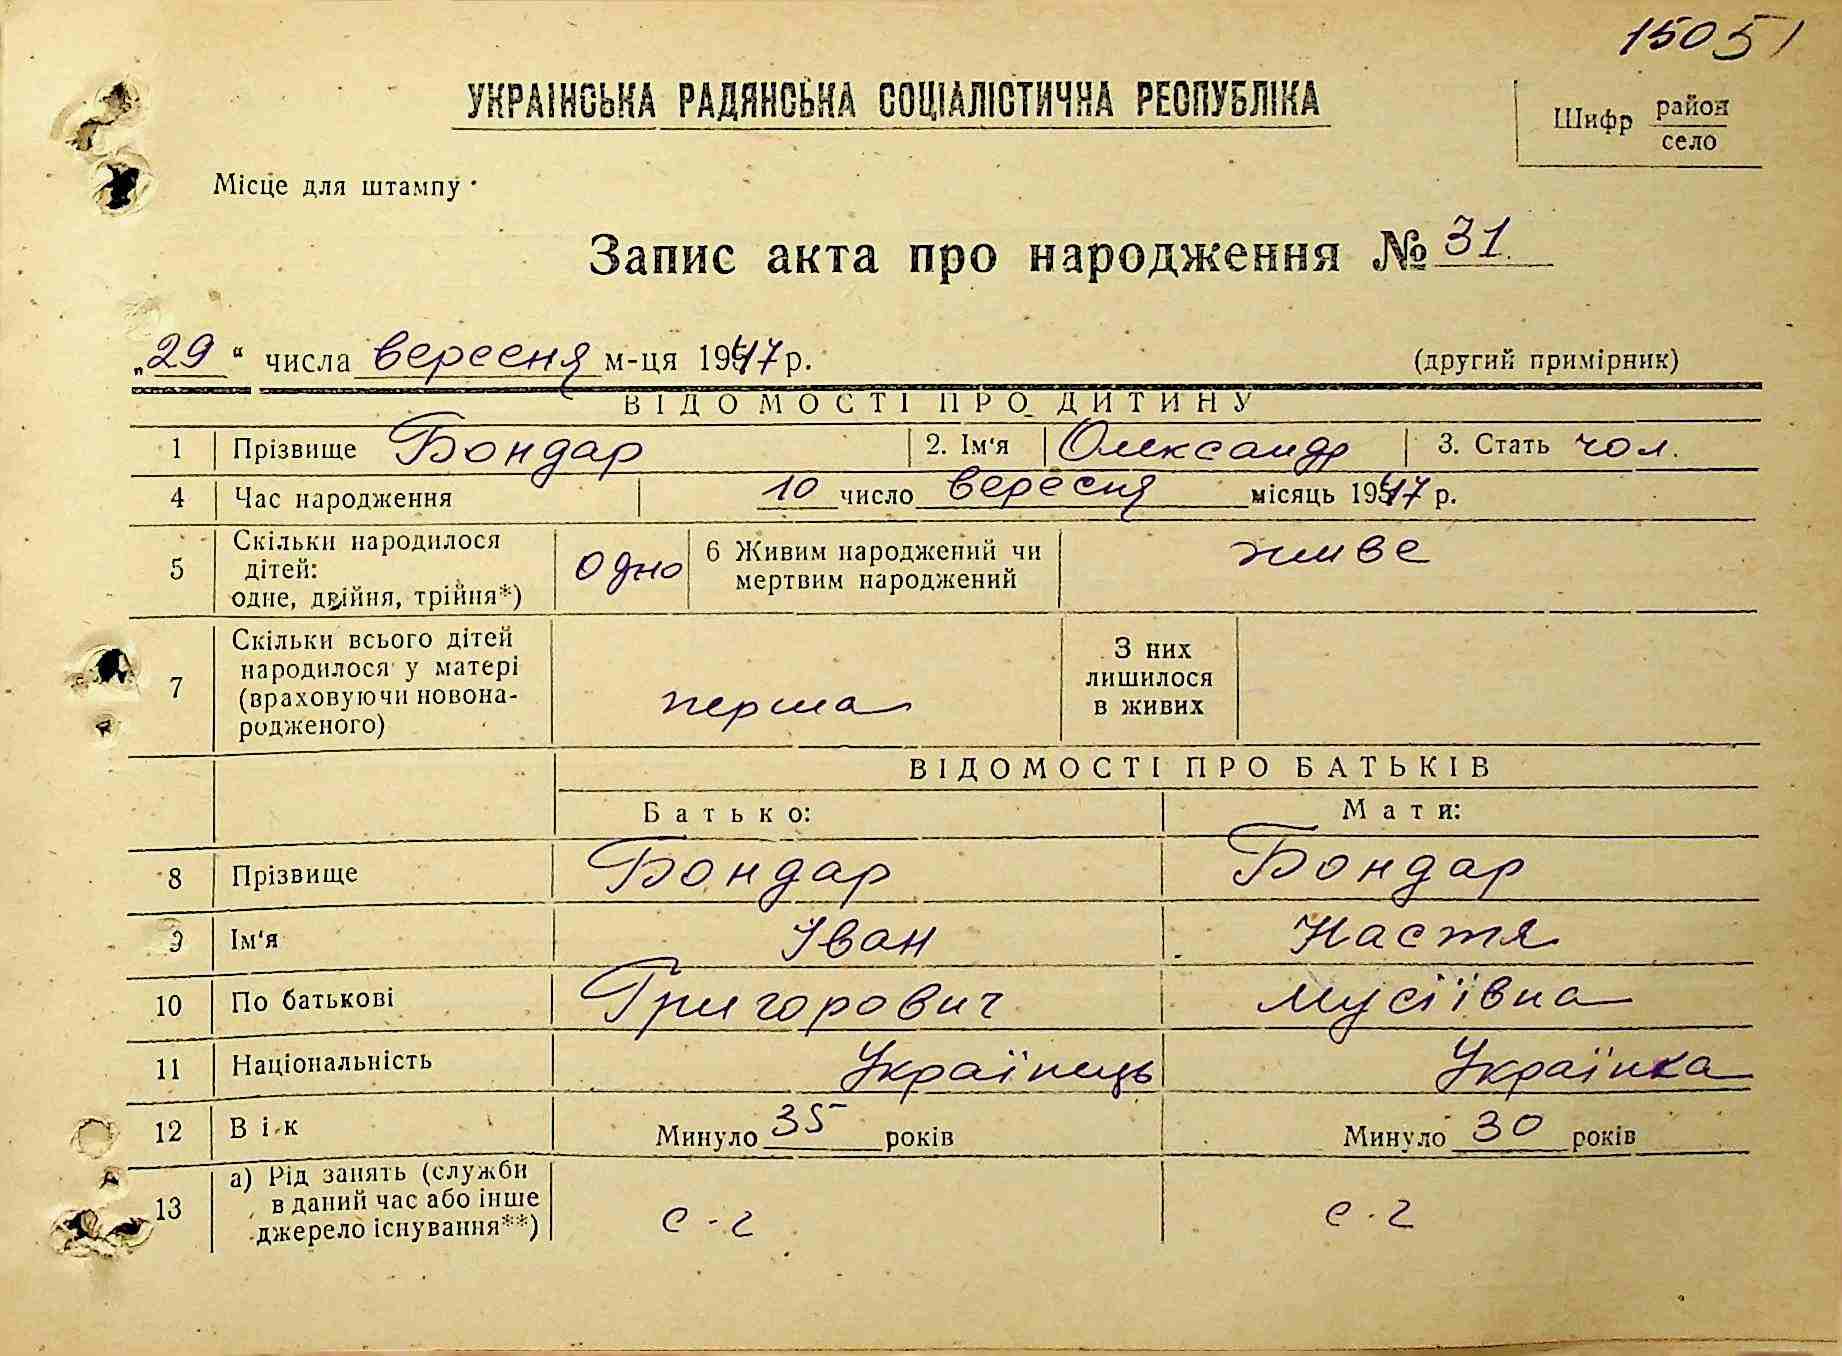 15051
УКРАЇНСЬКА РАДЯНСЬКА СОЦІАЛІСТИЧНА РЕСПУБЛІКА
Шифр район
село
Місце для штампу
Запис акта про народження № 31.
„29“ числа вересня м-ця 1947 р. (другий примірник)
ВІДОМОСТІ ПРО ДИТИНУ
1 Прізвище Бондар 2. Ім'я Олександр 3. Стать чол.
4 Час народження 10 число вересня місяць 1947 р.
5 Скільки народилося дітей: одне, двійня, трійня*) одно 6 Живим народжений чи мертвим народжений живе
7 Скільки всього дітей народилося у матері (враховуючи новонародженого) перша З них лишилося в живих
ВІДОМОСТІ ПРО БАТЬКІВ
Батько: Мати:
8 Прізвище Бондар Бондар
9 Ім'я Іван Настя
10 По батькові Григорович Мусіївна
11 Національність Українець Українка
12 Вік Минуло 35 років Минуло 30 років
13 а) Рід занять (служби в даний час або інше джерело існування**) с-г с.г